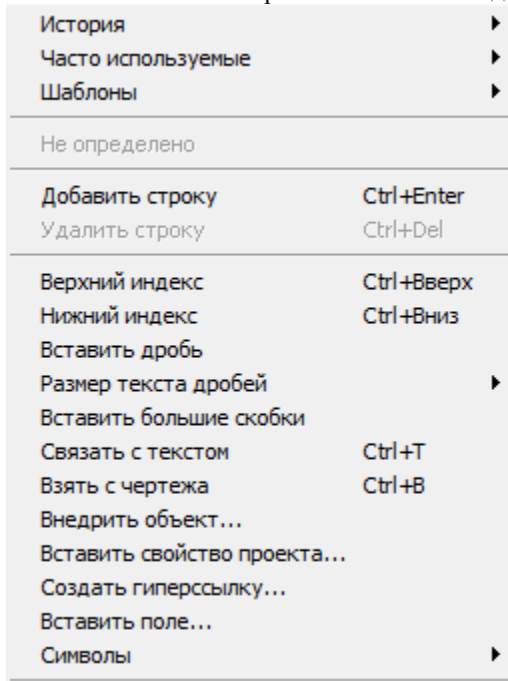 История
Часто используемые
Шаблоны
Не определено
Добавить строку Ctrl+Enter
Удалить строку Ctrl+Del
Верхний индекс Ctrl+Вверх
Нижний индекс Ctrl+Вниз
Вставить дробь
Размер текста дробей
Вставить большие скобки
Связать с текстом Ctrl+T
Взять с чертежа Ctrl+B
Внедрить объект...
Вставить свойство проекта...
Создать гиперссылку...
Вставить поле...
Символы